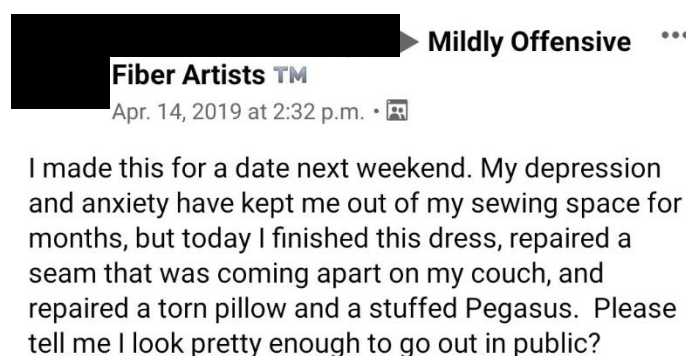 Mildly Offensive
Fiber Artists TM
Apr. 14, 2019 at 2:32 p.m. •
I made this for a date next weekend. My depression
and anxiety have kept me out of my sewing space for
months, but today I finished this dress, repaired a
seam that was coming apart on my couch, and
repaired a torn pillow and a stuffed Pegasus.  Please
tell me I look pretty enough to go out in public?